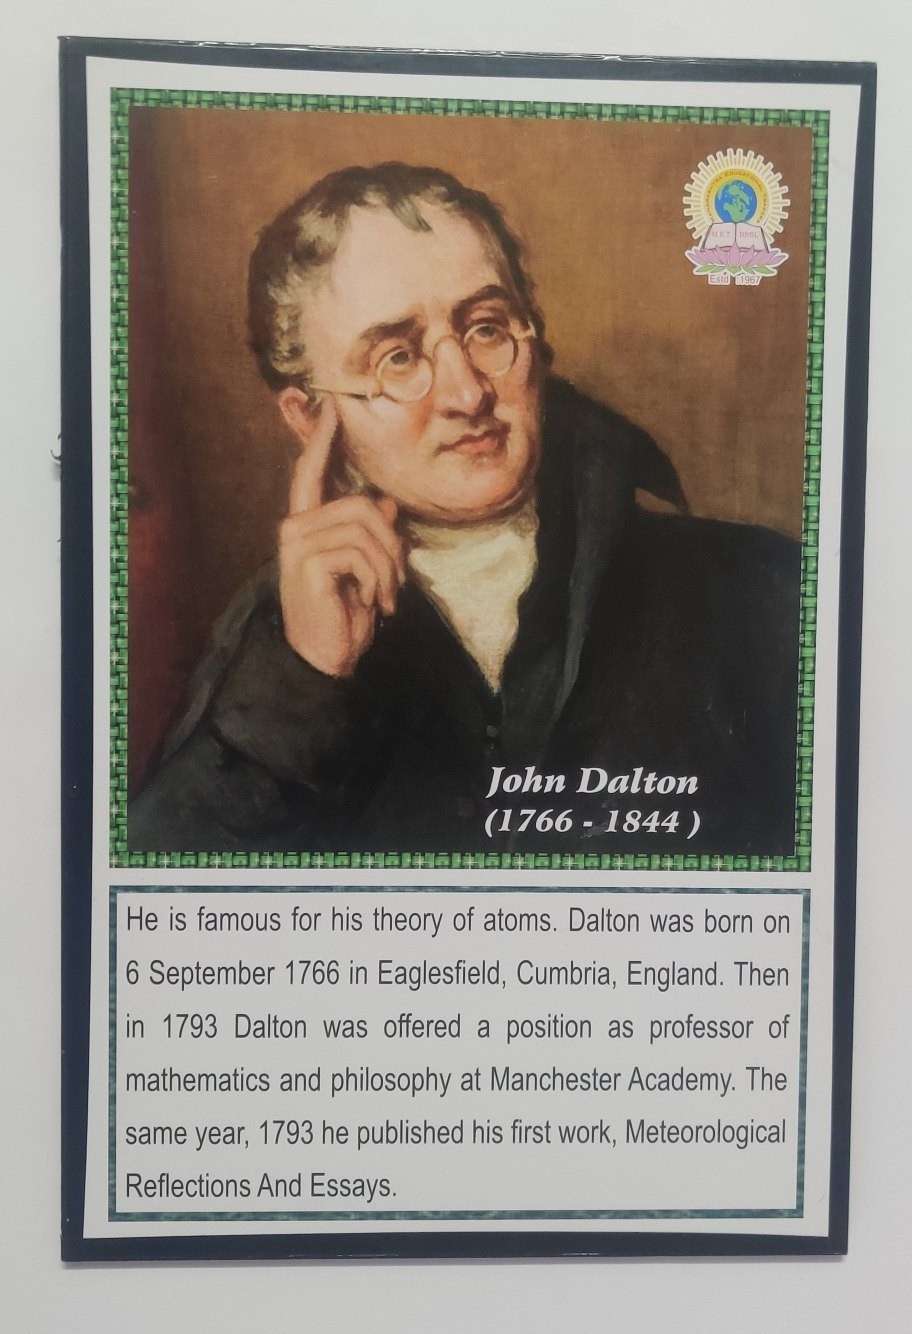 M.E.T. BMSC
Estd 1967
John Dalton
(1766 - 1844 )
He is famous for his theory of atoms. Dalton was born on
6 September 1766 in Eaglesfield, Cumbria, England. Then
in 1793 Dalton was offered a position as professor of
mathematics and philosophy at Manchester Academy. The
same year, 1793 he published his first work, Meteorological
Reflections And Essays.